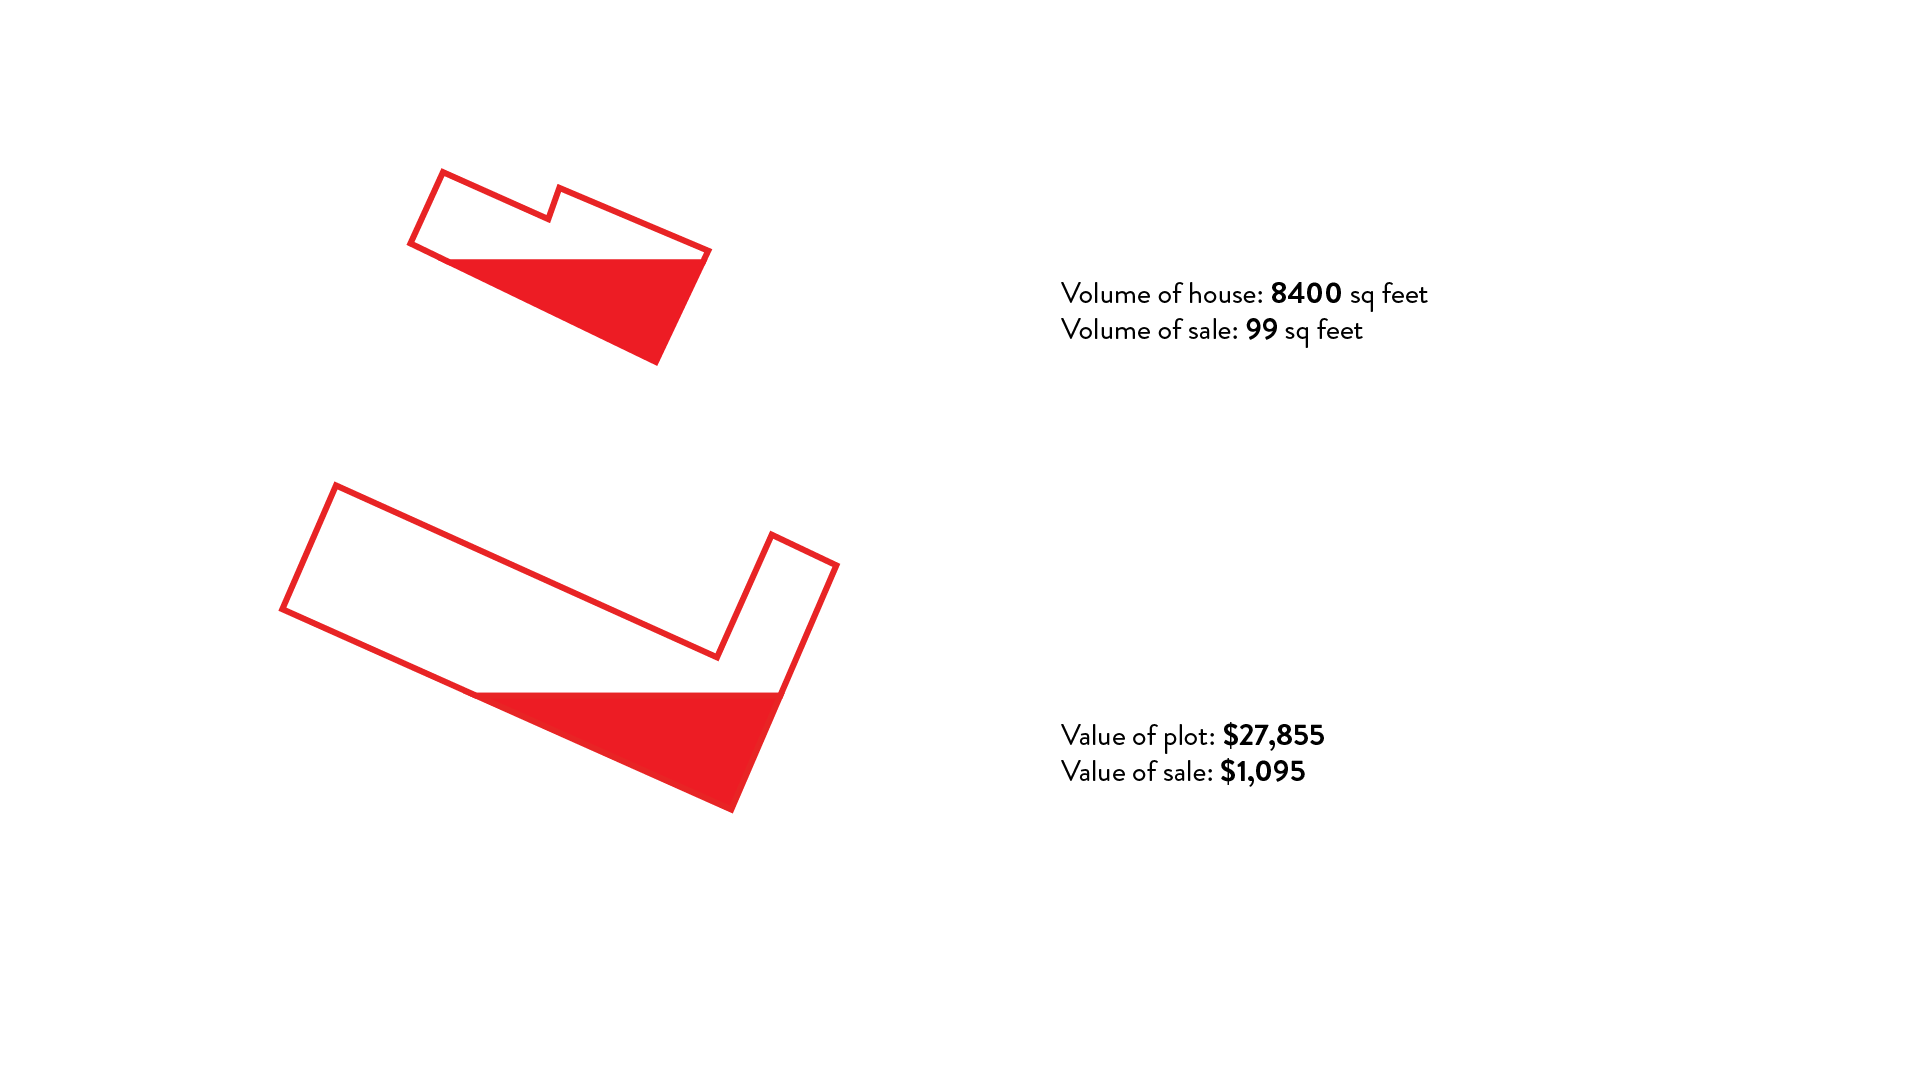 Volume of house: 8400 sq feet
Volume of sale: 99 sq feet
Value of plot: $27,855
Value of sale: $1,095